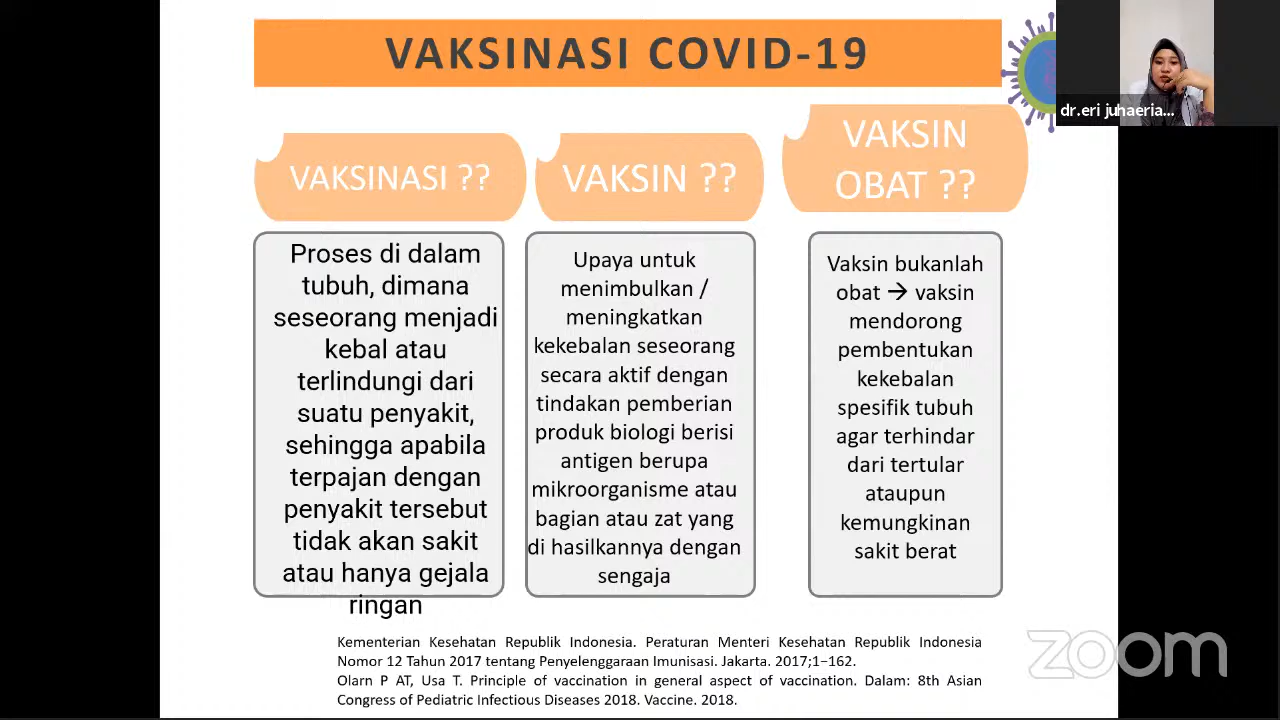 VAKSINASI COVID-19
dr.eri juhaeria...
VAKSINASI ??
VAKSIN ??
VAKSIN
OBAT ??
Proses di dalam
tubuh, dimana
seseorang menjadi
kebal atau
terlindungi dari
suatu penyakit,
sehingga apabila
terpajan dengan
penyakit tersebut
tidak akan sakit
atau hanya gejala
ringan
Upaya untuk
menimbulkan /
meningkatkan
kekebalan seseorang
secara aktif dengan
tindakan pemberian
produk biologi berisi
antigen berupa
mikroorganisme atau
bagian atau zat yang
di hasilkannya dengan
sengaja
Vaksin bukanlah
obat → vaksin
mendorong
pembentukan
kekebalan
spesifik tubuh
agar terhindar
dari tertular
ataupun
kemungkinan
sakit berat
Kementerian Kesehatan Republik Indonesia. Peraturan Menteri Kesehatan Republik Indonesia
Nomor 12 Tahun 2017 tentang Penyelenggaraan Imunisasi. Jakarta. 2017;1–162.
Olarn P AT, Usa T. Principle of vaccination in general aspect of vaccination. Dalam: 8th Asian
Congress of Pediatric Infectious Diseases 2018. Vaccine. 2018.
zoom